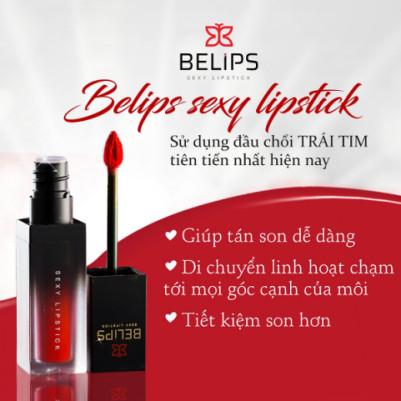 BELIPS
SEXY LIPSTICK
Belips sexy lipstick
Sử dụng đầu chổi TRÁI TIM
tiên tiến nhất hiện nay
Giúp tán son dễ dàng
Di chuyển linh hoạt chạm
tới mọi góc cạnh của môi
Tiết kiệm son hơn
SEXY LIPSTICK
BELIPS
SEXY LIPSTICK